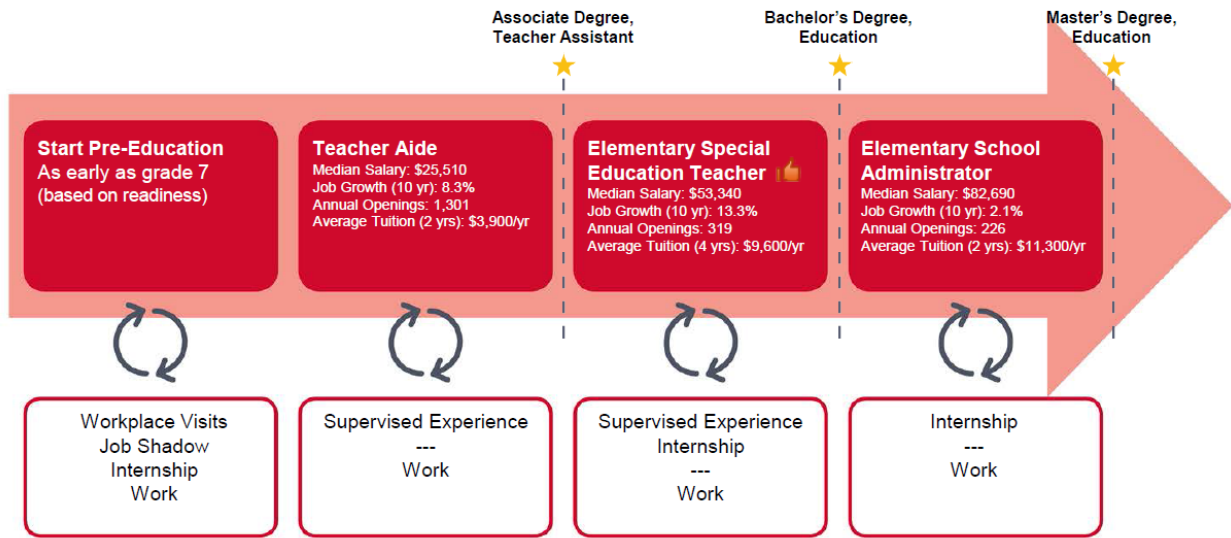 Associate Degree,
Teacher Assistant
Bachelor's Degree,
Education
Master's Degree,
Education
Start Pre-Education
As early as grade 7
(based on readiness)
Teacher Aide
Median Salary: $25,510
Job Growth (10 yr): 8.3%
Annual Openings: 1,301
Average Tuition (2 yrs): $3,900/yr
Elementary Special
Education Teacher
Median Salary: $53,340
Job Growth (10 yr): 13.3%
Annual Openings: 319
Average Tuition (4 yrs): $9,600/yr
Elementary School
Administrator
Median Salary: $82,690
Job Growth (10 yr): 2.1%
Annual Openings: 226
Average Tuition (2 yrs): $11,300/yr
Workplace Visits
Job Shadow
Internship
Work
Supervised Experience
---
Work
Supervised Experience
Internship
---
Work
Internship
---
Work